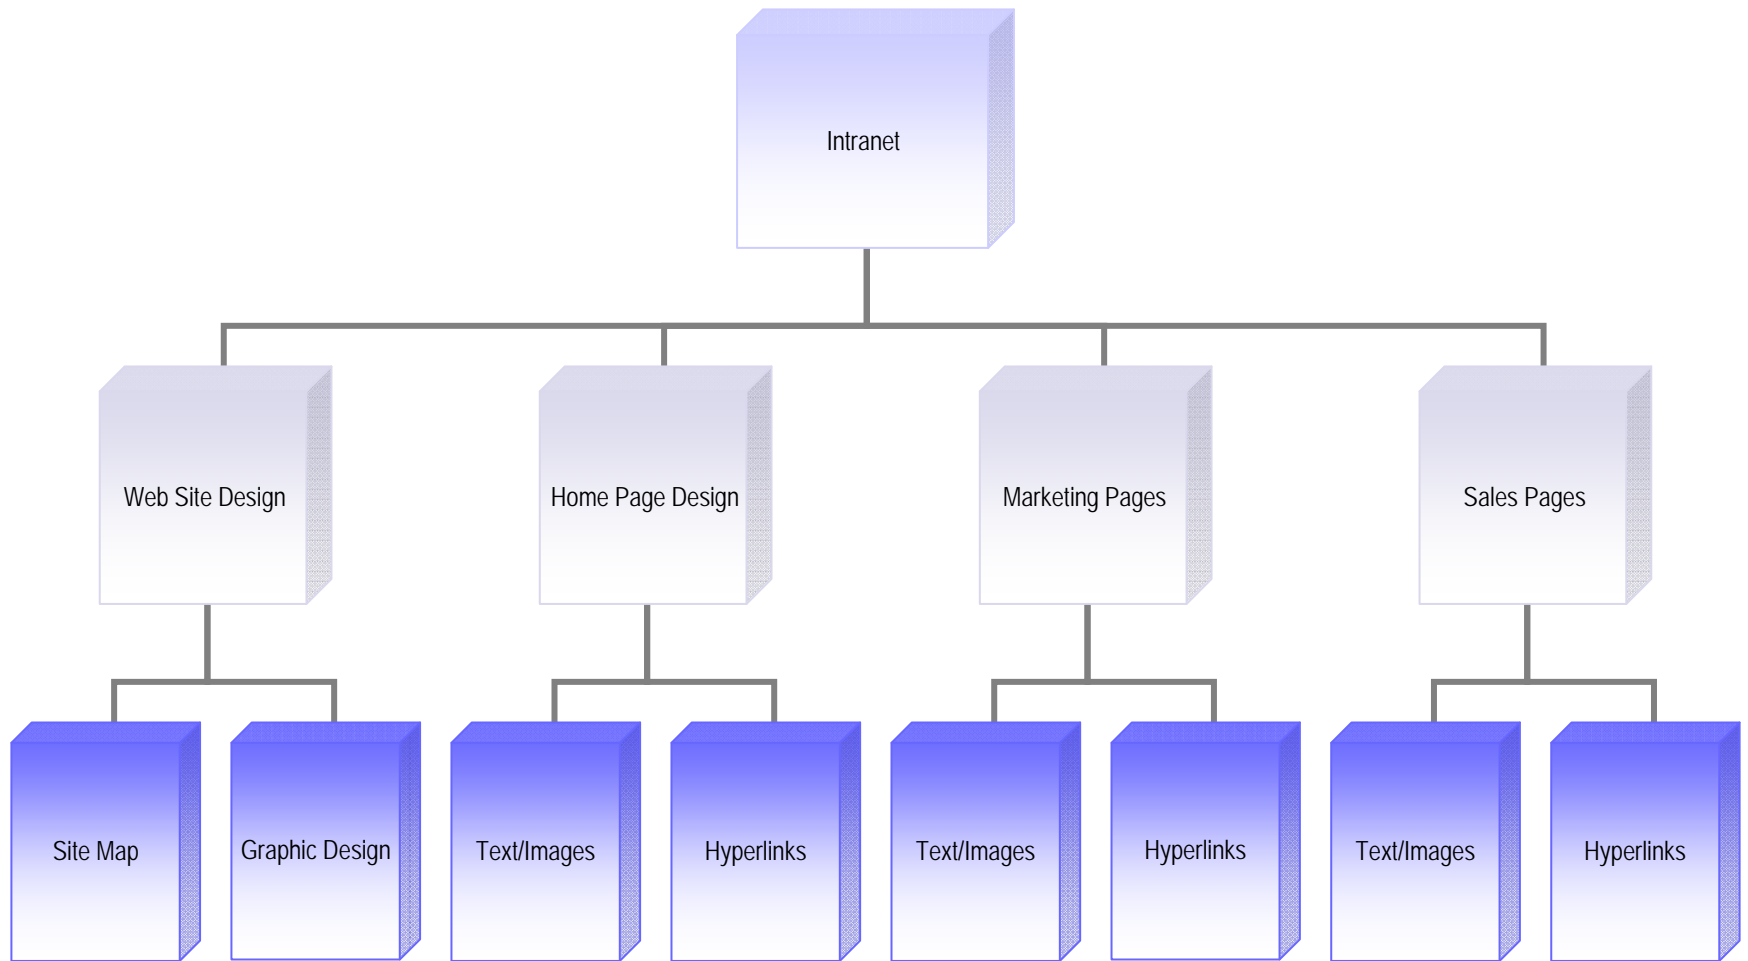 Intranet
Web Site Design
Home Page Design
Marketing Pages
Sales Pages
Site Map
Graphic Design
Text/Images
Hyperlinks
Text/Images
Hyperlinks
Text/Images
Hyperlinks